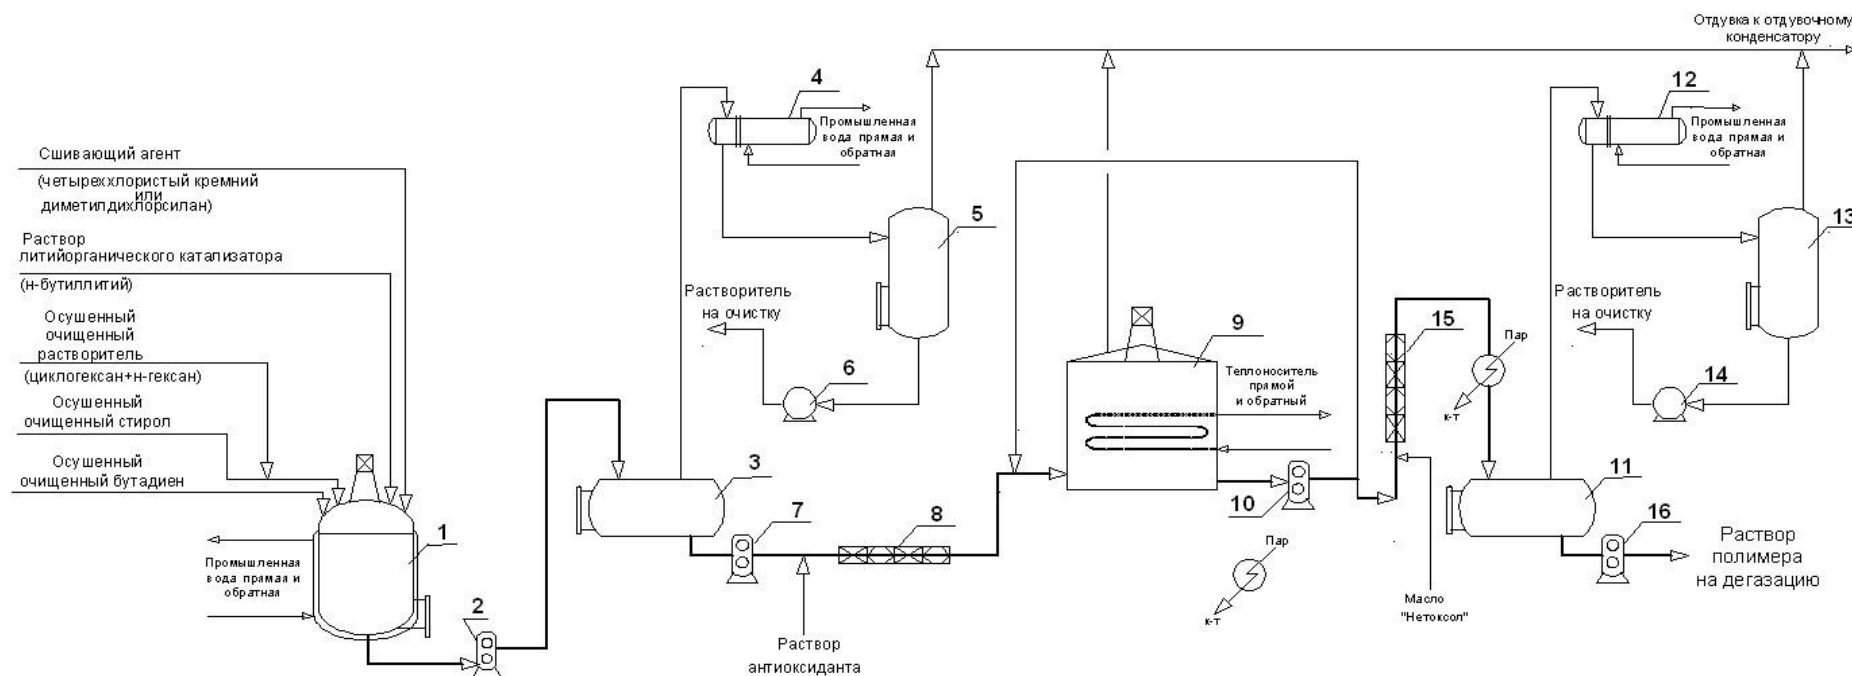 Отдувка к отдувочному
конденсатору
4
12
Промышленная
вода прямая и
обратная
Промышленная
вода прямая и
обратная
Сшивающий агент
(четыреххлористый кремний
или
диметилдихлорсилан)
5
13
Раствор
литийорганического катализатора
(н-бутиллитий)
Растворитель
на очистку
Растворитель
на очистку
Осушенный
очищенный
растворитель
(циклогексан+н-гексан)
9
15
Пар
6
14
Теплоноситель
прямой
и обратный
к-т
Осушенный
очищенный стирол
Осушенный
очищенный бутадиен
3
11
10
7
8
16
1
Пар
Раствор
полимера
на дегазацию
Промышленная
вода прямая и
обратная
2
к-т
Масло
"Нетоксол"
Раствор
антиоксиданта